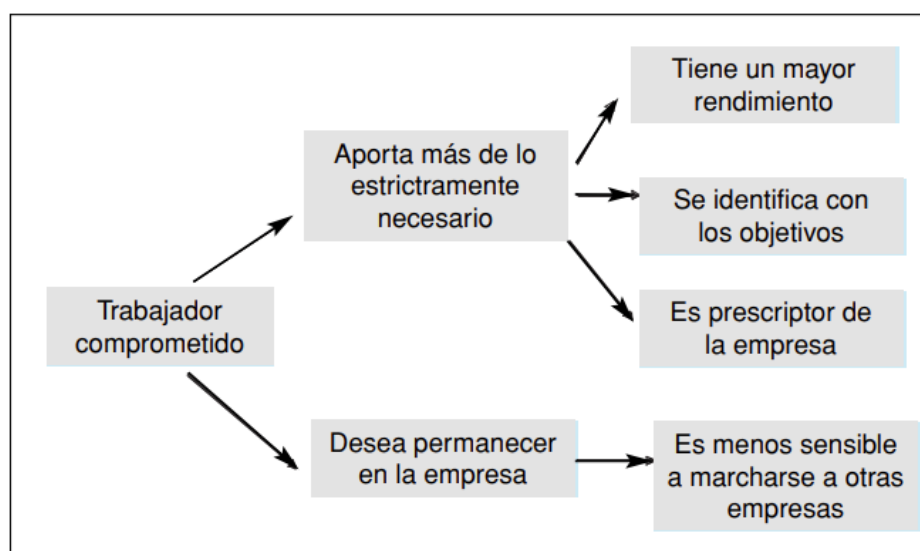 Tiene un mayor
rendimiento
Aporta más de lo
estrictramente
necesario
Se identifica con
los objetivos
Trabajador
comprometido
Es prescriptor de
la empresa
Desea permanecer
en la empresa
Es menos sensible
a marcharse a otras
empresas